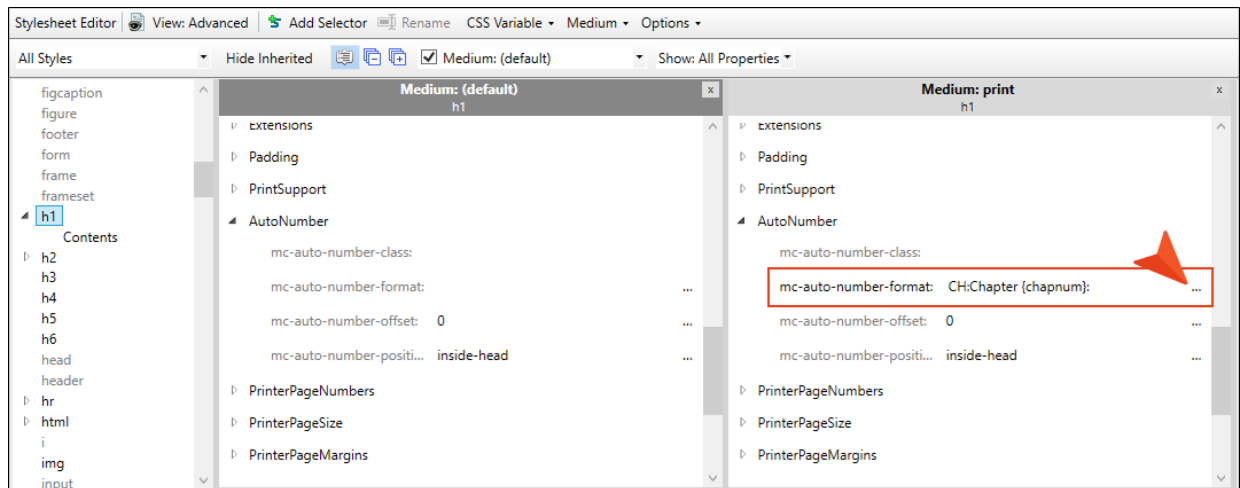 Stylesheet Editor View: Advanced Add Selector Rename CSS Variable Medium Options
All Styles Hide Inherited Medium: (default) Show: All Properties
figcaption
figure
footer
form
frame
frameset
h1
Contents
h2
h3
h4
h5
h6
head
header
hr
html
i
img
input
Medium: (default) x
h1
Extensions
Padding
PrintSupport
AutoNumber
mc-auto-number-class:
mc-auto-number-format: ...
mc-auto-number-offset: 0 ...
mc-auto-number-positi... inside-head ...
PrinterPageNumbers
PrinterPageSize
PrinterPageMargins
Medium: print x
h1
Extensions
Padding
PrintSupport
AutoNumber
mc-auto-number-class:
mc-auto-number-format: CH:Chapter {chapnum}: ...
mc-auto-number-offset: 0 ...
mc-auto-number-positi... inside-head ...
PrinterPageNumbers
PrinterPageSize
PrinterPageMargins